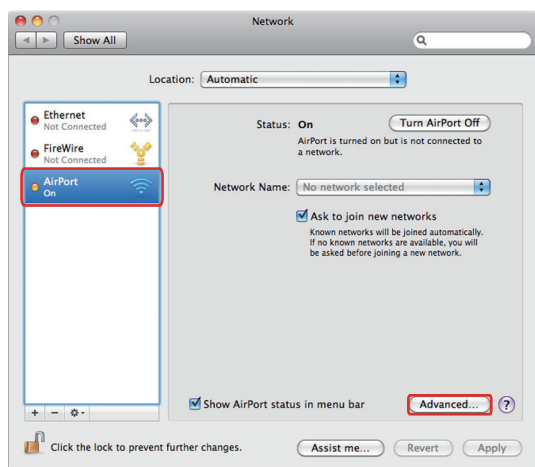 Network
Show All
Location: Automatic
Ethernet
Not Connected
FireWire
Not Connected
AirPort
On
Status: On
Turn AirPort Off
AirPort is turned on but is not connected to
a network.
Network Name: No network selected
Ask to join new networks
Known networks will be joined automatically.
If no known networks are available, you will
be asked before joining a new network.
Show AirPort status in menu bar
Advanced...
?
+ −
Click the lock to prevent further changes.
Assist me...
Revert
Apply